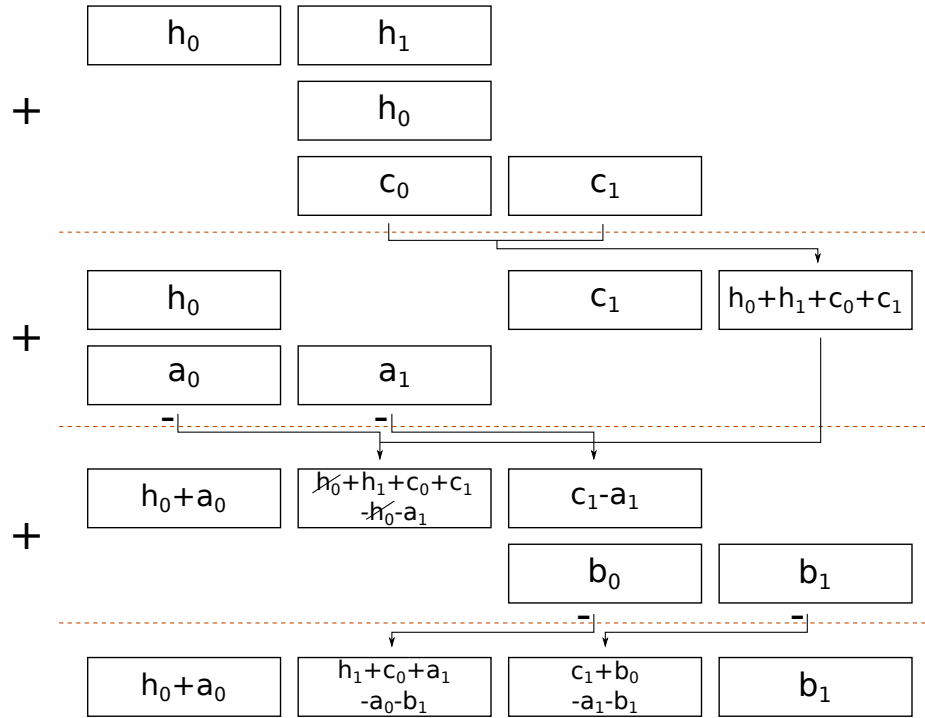 h₀ h₁
+ h₀
c₀ c₁
h₀ c₁ h₀+h₁+c₀+c₁
+
a₀ a₁
- -
h₀+a₀ h₀+h₁+c₀+c₁ c₁-a₁
-h₀-a₁
+
b₀ b₁
- -
h₀+a₀ h₁+c₀+a₁ c₁+b₀ b₁
-a₀-b₁ -a₁-b₁